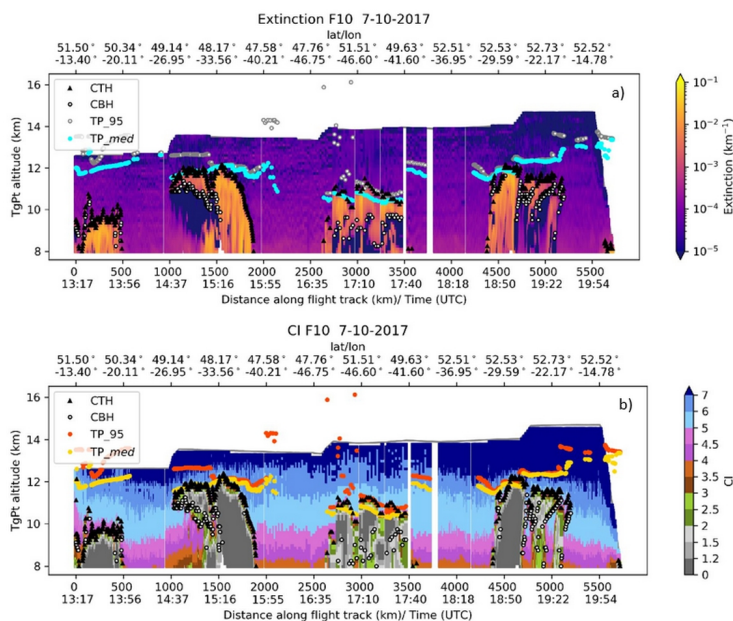 Extinction F10 7-10-2017
lat/lon
51.50° 50.34° 49.14° 48.17° 47.58° 47.76° 51.51° 49.63° 52.51° 52.53° 52.73° 52.52°
-13.40° -20.11° -26.95° -33.56° -40.21° -46.75° -46.60° -41.60° -36.95° -29.59° -22.17° -14.78°
a)
CTH
CBH
TP_95
TP_med
TgPt altitude (km)
16
14
12
10
8
0 500 1000 1500 2000 2500 3000 3500 4000 4500 5000 5500
13:17 13:56 14:37 15:16 15:55 16:35 17:10 17:40 18:18 18:50 19:22 19:54
Distance along flight track (km)/ Time (UTC)
10⁻¹
10⁻²
10⁻³
10⁻⁴
10⁻⁵
Extinction (km⁻¹)
CI F10 7-10-2017
lat/lon
51.50° 50.34° 49.14° 48.17° 47.58° 47.76° 51.51° 49.63° 52.51° 52.53° 52.73° 52.52°
-13.40° -20.11° -26.95° -33.56° -40.21° -46.75° -46.60° -41.60° -36.95° -29.59° -22.17° -14.78°
b)
CTH
CBH
TP_95
TP_med
TgPt altitude (km)
16
14
12
10
8
0 500 1000 1500 2000 2500 3000 3500 4000 4500 5000 5500
13:17 13:56 14:37 15:16 15:55 16:35 17:10 17:40 18:18 18:50 19:22 19:54
Distance along flight track (km)/ Time (UTC)
7
6
5
4.5
4
3.5
3
2.5
2
1.5
1.2
0
CI